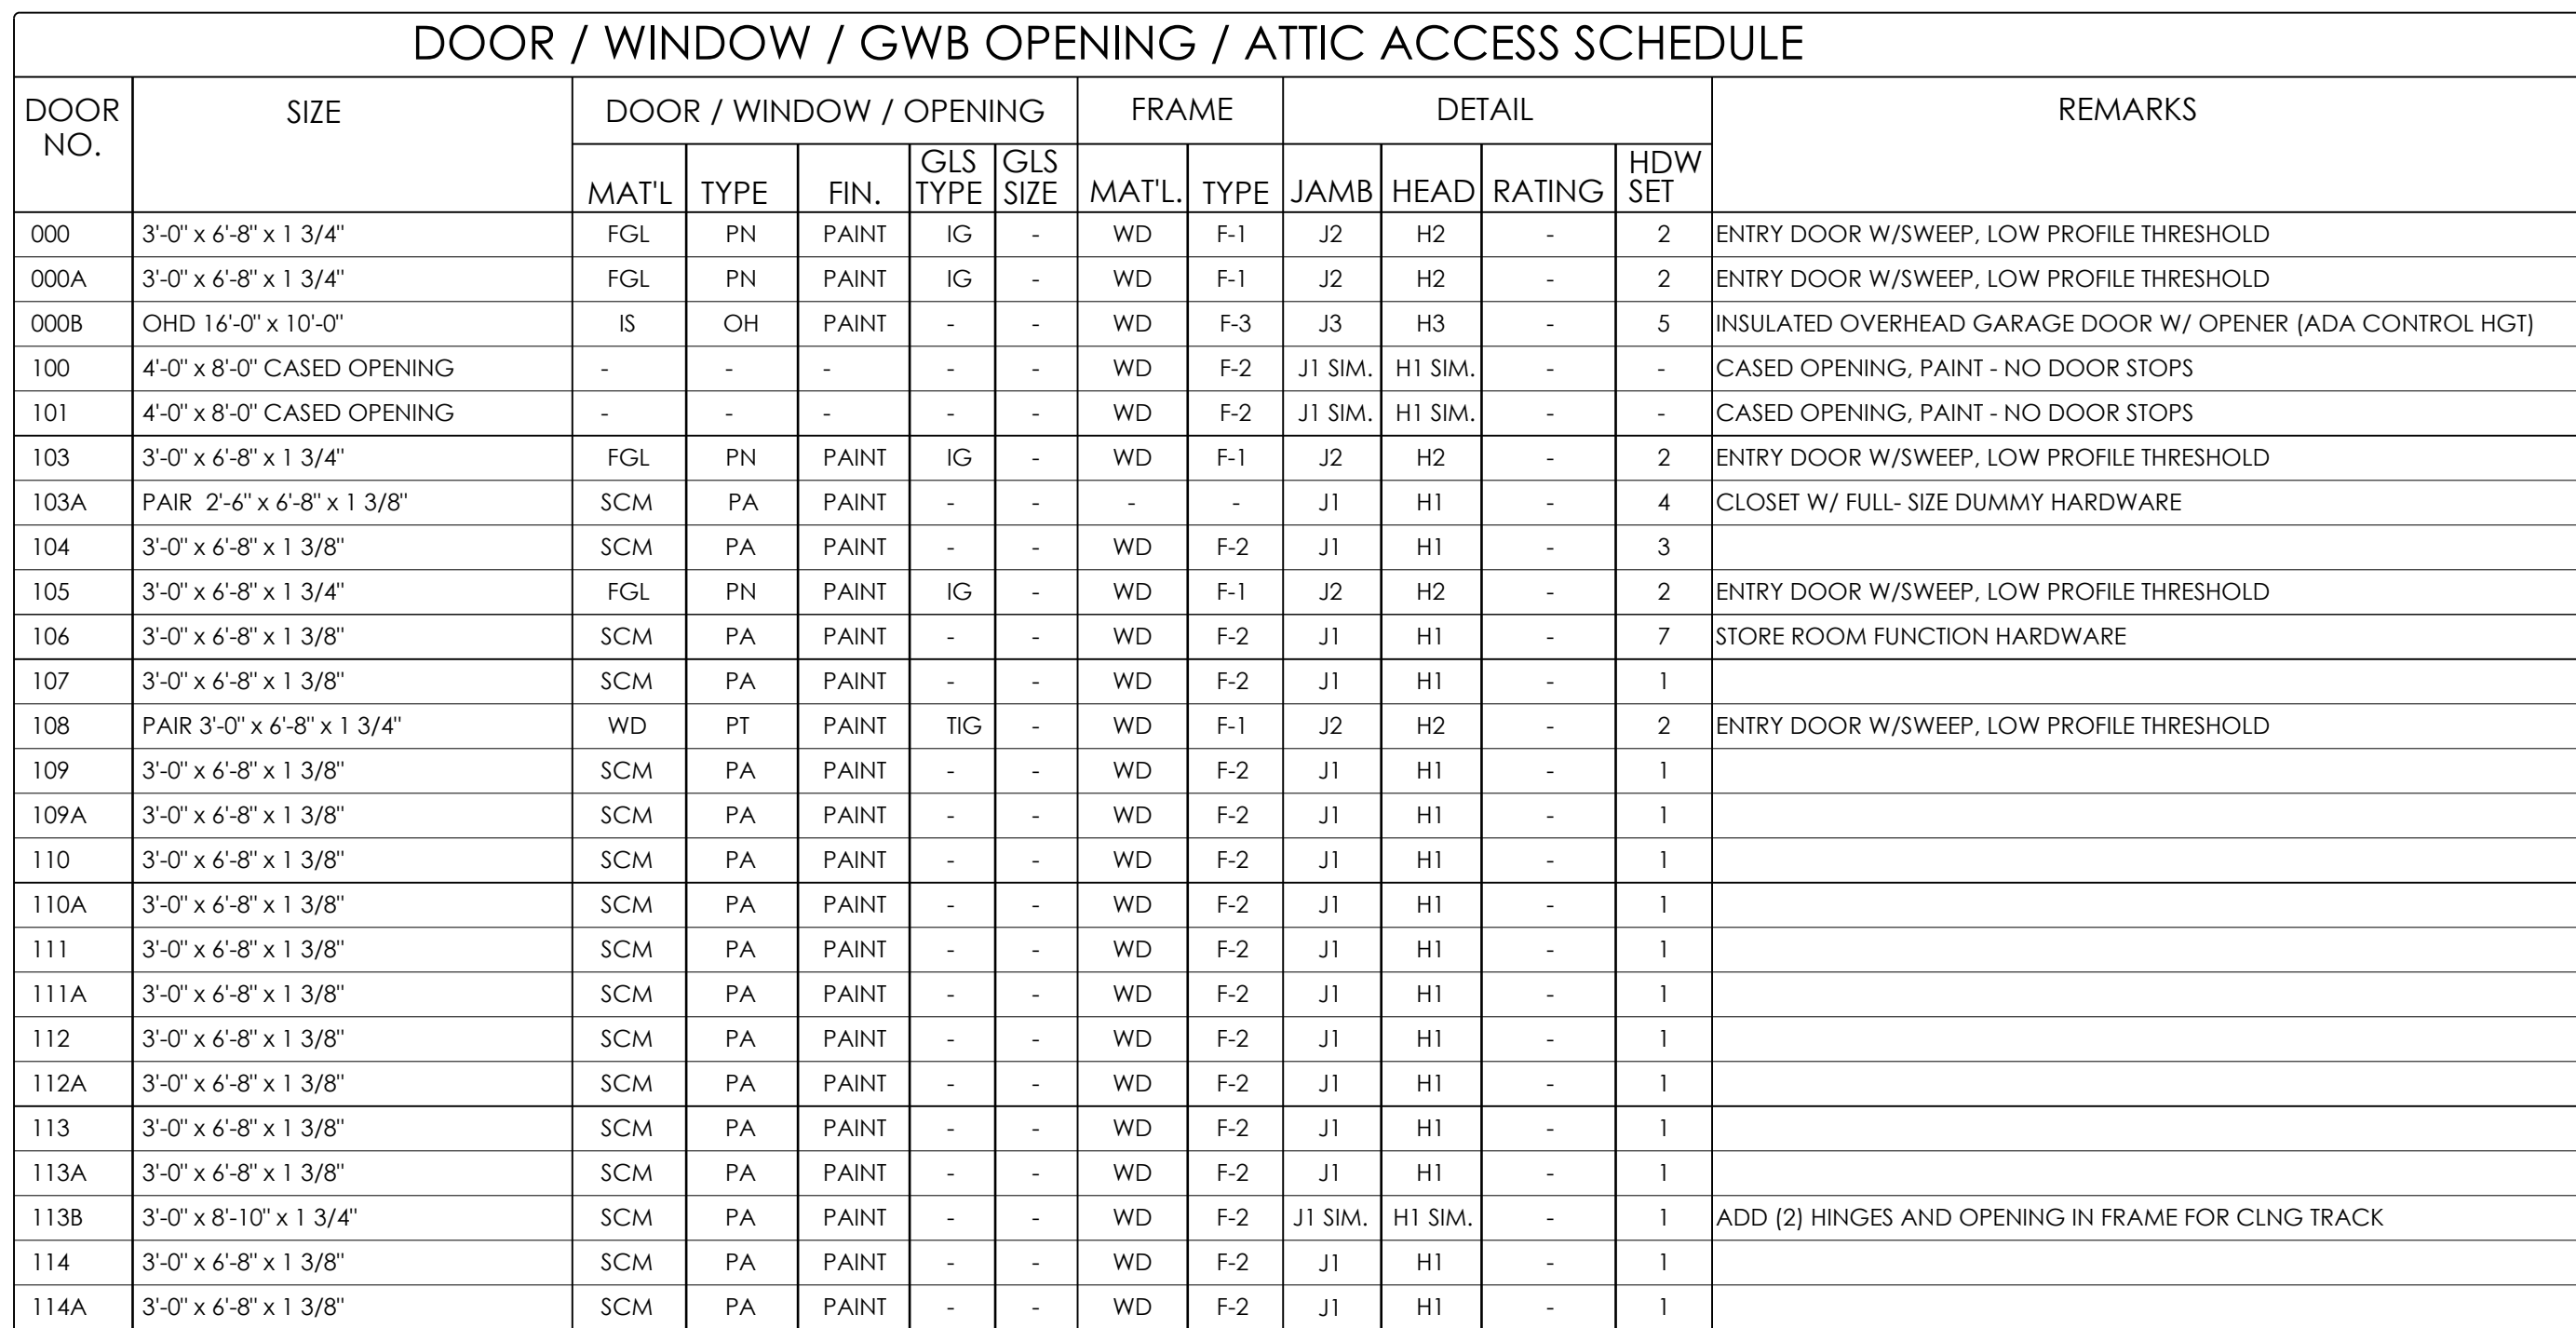 DOOR / WINDOW / GWB OPENING / ATTIC ACCESS SCHEDULE
DOOR NO. SIZE DOOR / WINDOW / OPENING FRAME DETAIL REMARKS
MAT'L TYPE FIN. GLS TYPE GLS SIZE MAT'L. TYPE JAMB HEAD RATING HDW SET
000 3'-0" x 6'-8" x 1 3/4" FGL PN PAINT IG - WD F-1 J2 H2 - 2 ENTRY DOOR W/SWEEP, LOW PROFILE THRESHOLD
000A 3'-0" x 6'-8" x 1 3/4" FGL PN PAINT IG - WD F-1 J2 H2 - 2 ENTRY DOOR W/SWEEP, LOW PROFILE THRESHOLD
000B OHD 16'-0" x 10'-0" IS OH PAINT - - WD F-3 J3 H3 - 5 INSULATED OVERHEAD GARAGE DOOR W/ OPENER (ADA CONTROL HGT)
100 4'-0" x 8'-0" CASED OPENING - - - - - WD F-2 J1 SIM. H1 SIM. - - CASED OPENING, PAINT - NO DOOR STOPS
101 4'-0" x 8'-0" CASED OPENING - - - - - WD F-2 J1 SIM. H1 SIM. - - CASED OPENING, PAINT - NO DOOR STOPS
103 3'-0" x 6'-8" x 1 3/4" FGL PN PAINT IG - WD F-1 J2 H2 - 2 ENTRY DOOR W/SWEEP, LOW PROFILE THRESHOLD
103A PAIR 2'-6" x 6'-8" x 1 3/8" SCM PA PAINT - - - - J1 H1 - 4 CLOSET W/ FULL- SIZE DUMMY HARDWARE
104 3'-0" x 6'-8" x 1 3/8" SCM PA PAINT - - WD F-2 J1 H1 - 3
105 3'-0" x 6'-8" x 1 3/4" FGL PN PAINT IG - WD F-1 J2 H2 - 2 ENTRY DOOR W/SWEEP, LOW PROFILE THRESHOLD
106 3'-0" x 6'-8" x 1 3/8" SCM PA PAINT - - WD F-2 J1 H1 - 7 STORE ROOM FUNCTION HARDWARE
107 3'-0" x 6'-8" x 1 3/8" SCM PA PAINT - - WD F-2 J1 H1 - 1
108 PAIR 3'-0" x 6'-8" x 1 3/4" WD PT PAINT TIG - WD F-1 J2 H2 - 2 ENTRY DOOR W/SWEEP, LOW PROFILE THRESHOLD
109 3'-0" x 6'-8" x 1 3/8" SCM PA PAINT - - WD F-2 J1 H1 - 1
109A 3'-0" x 6'-8" x 1 3/8" SCM PA PAINT - - WD F-2 J1 H1 - 1
110 3'-0" x 6'-8" x 1 3/8" SCM PA PAINT - - WD F-2 J1 H1 - 1
110A 3'-0" x 6'-8" x 1 3/8" SCM PA PAINT - - WD F-2 J1 H1 - 1
111 3'-0" x 6'-8" x 1 3/8" SCM PA PAINT - - WD F-2 J1 H1 - 1
111A 3'-0" x 6'-8" x 1 3/8" SCM PA PAINT - - WD F-2 J1 H1 - 1
112 3'-0" x 6'-8" x 1 3/8" SCM PA PAINT - - WD F-2 J1 H1 - 1
112A 3'-0" x 6'-8" x 1 3/8" SCM PA PAINT - - WD F-2 J1 H1 - 1
113 3'-0" x 6'-8" x 1 3/8" SCM PA PAINT - - WD F-2 J1 H1 - 1
113A 3'-0" x 6'-8" x 1 3/8" SCM PA PAINT - - WD F-2 J1 H1 - 1
113B 3'-0" x 8'-10" x 1 3/4" SCM PA PAINT - - WD F-2 J1 SIM. H1 SIM. - 1 ADD (2) HINGES AND OPENING IN FRAME FOR CLNG TRACK
114 3'-0" x 6'-8" x 1 3/8" SCM PA PAINT - - WD F-2 J1 H1 - 1
114A 3'-0" x 6'-8" x 1 3/8" SCM PA PAINT - - WD F-2 J1 H1 - 1